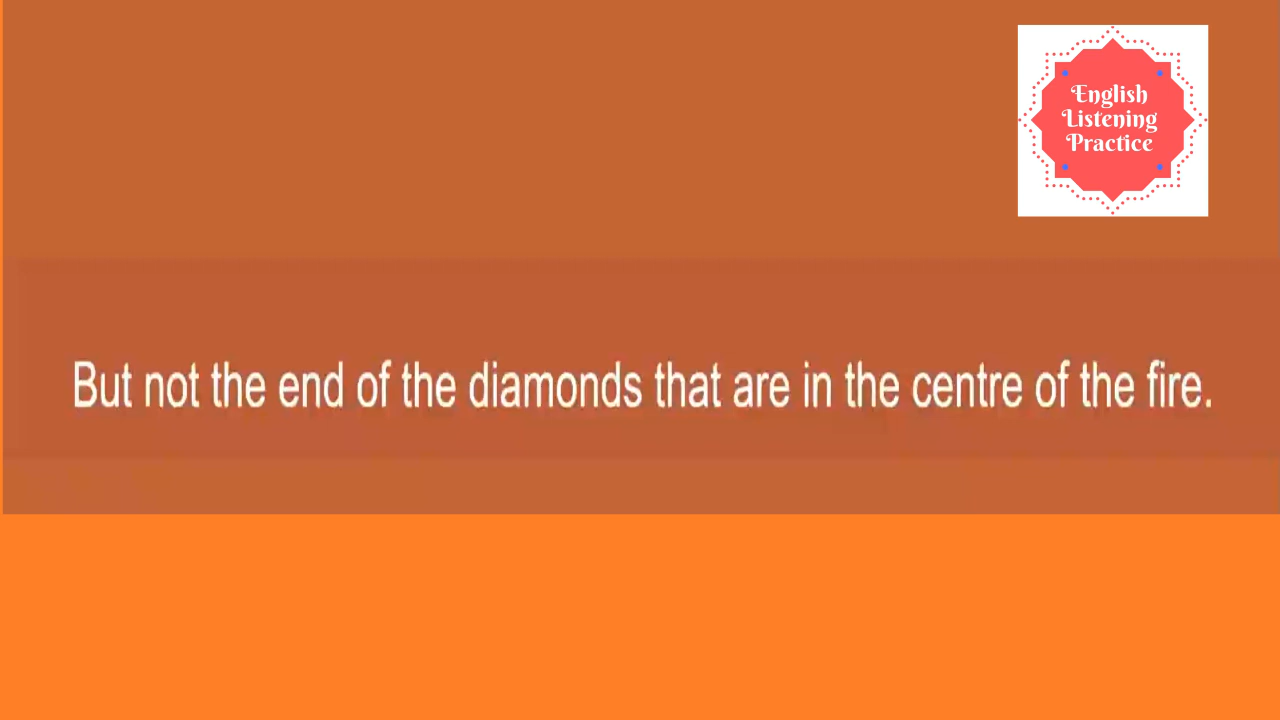 English
Listening
Practice
But not the end of the diamonds that are in the centre of the fire.